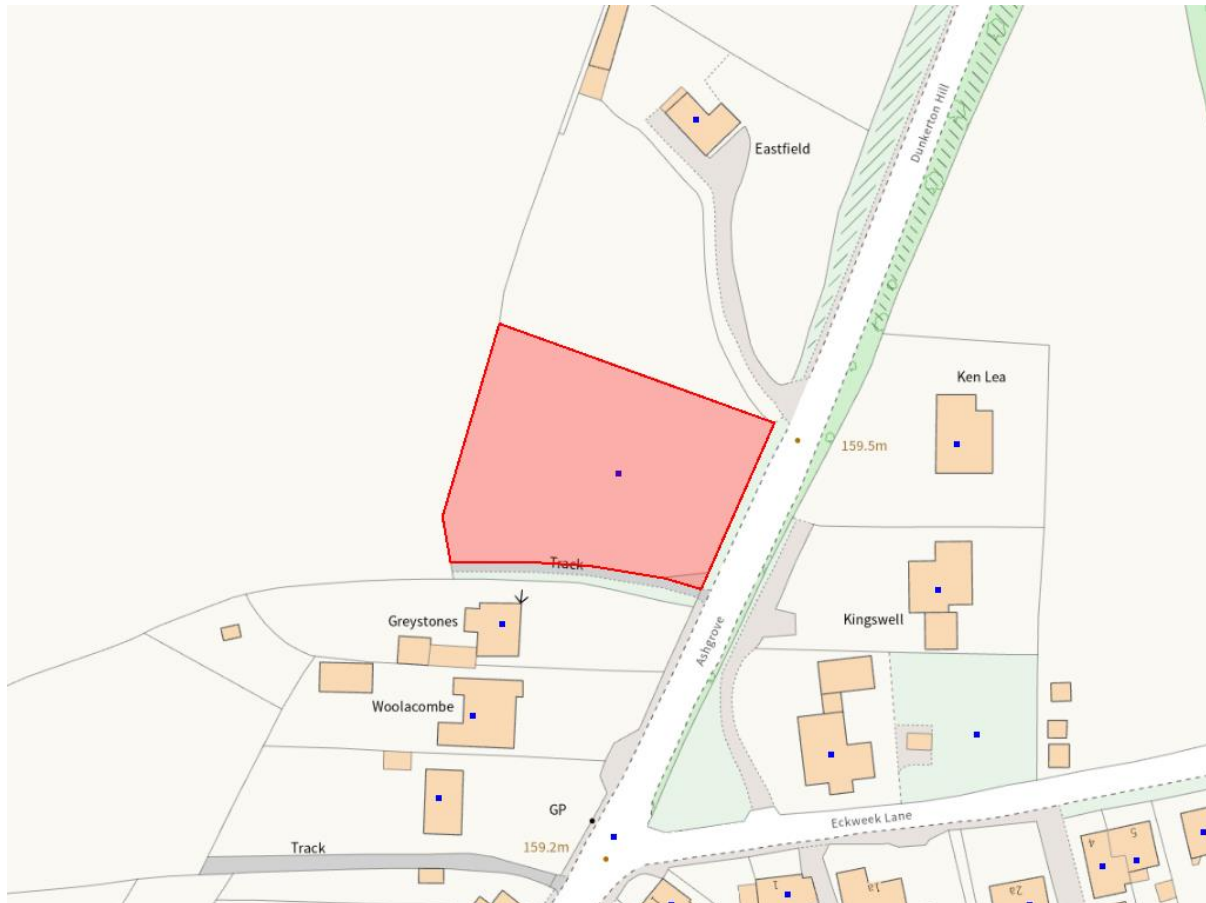 Dunkerton Hill
Eastfield
Ken Lea
159.5m
Track
Greystones
Ashgrove
Kingswell
Woolacombe
GP
159.2m
Track
Eckweek Lane
4
5
1
1a
2a